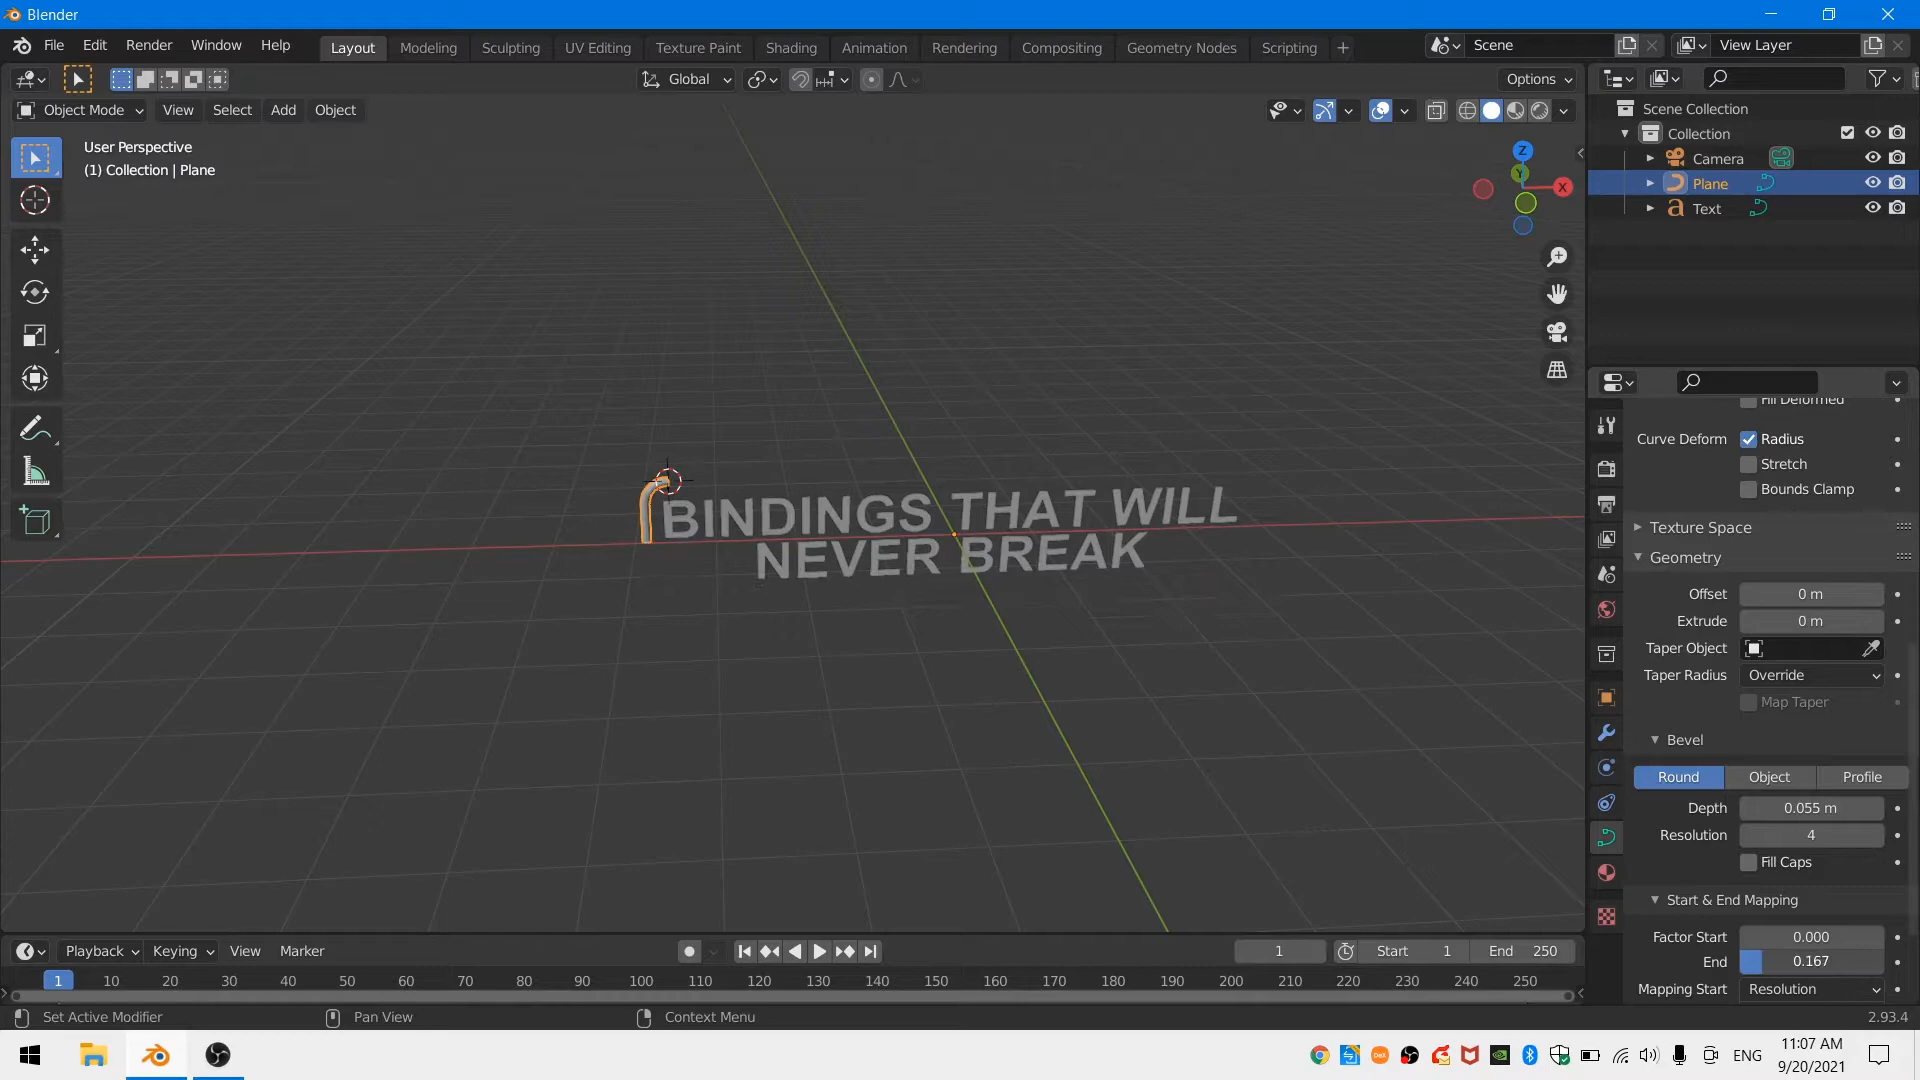 Blender
File Edit Render Window Help Layout Modeling Sculpting UV Editing Texture Paint Shading Animation Rendering Compositing Geometry Nodes Scripting + Scene View Layer
Global Options
Object Mode View Select Add Object
User Perspective
(1) Collection | Plane
Z
Y
X
BINDINGS THAT WILL
NEVER BREAK
Scene Collection
Collection
Camera
Plane
Text
Fill Deformed
Curve Deform Radius
Stretch
Bounds Clamp
Texture Space
Geometry
Offset 0 m
Extrude 0 m
Taper Object
Taper Radius Override
Map Taper
Bevel
Round Object Profile
Depth 0.055 m
Resolution 4
Fill Caps
Start & End Mapping
Factor Start 0.000
End 0.167
Mapping Start Resolution
Playback Keying View Marker 1 Start 1 End 250
1 10 20 30 40 50 60 70 80 90 100 110 120 130 140 150 160 170 180 190 200 210 220 230 240 250
Set Active Modifier Pan View Context Menu 2.93.4
ENG 11:07 AM
9/20/2021